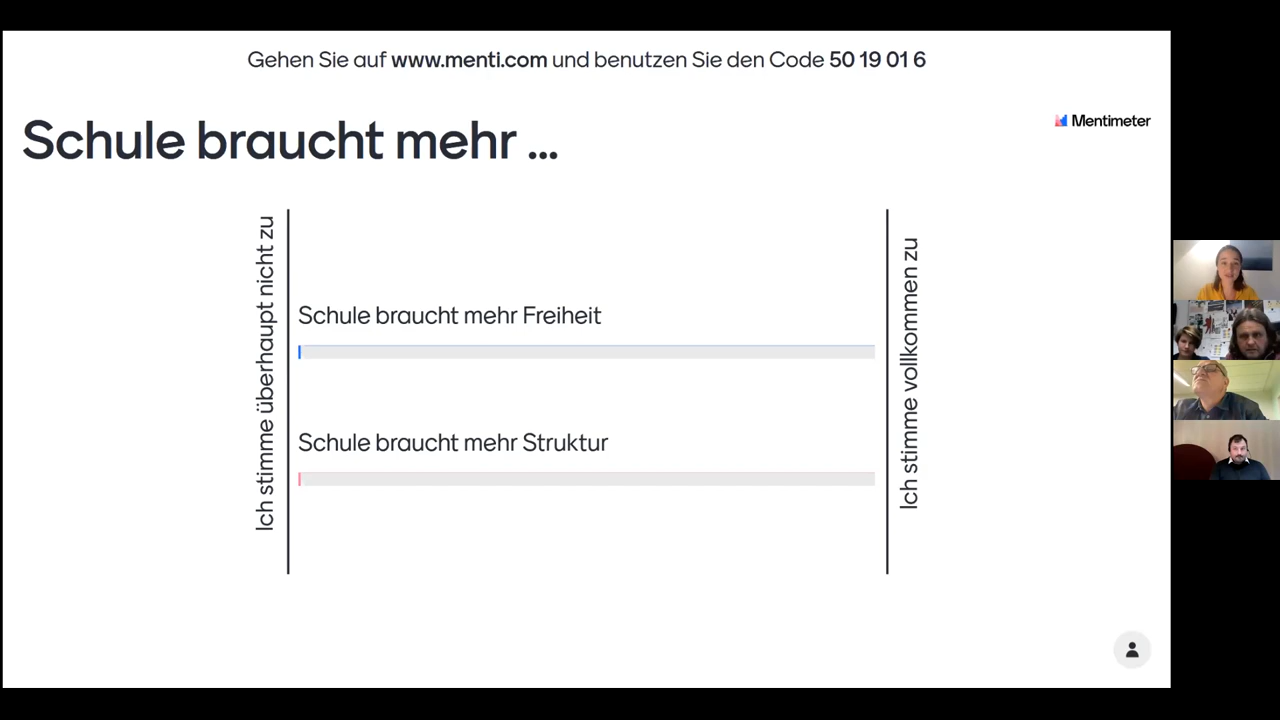 Gehen Sie auf www.menti.com und benutzen Sie den Code 50 19 01 6
Schule braucht mehr ...
Mentimeter
Ich stimme überhaupt nicht zu
Schule braucht mehr Freiheit
Schule braucht mehr Struktur
Ich stimme vollkommen zu